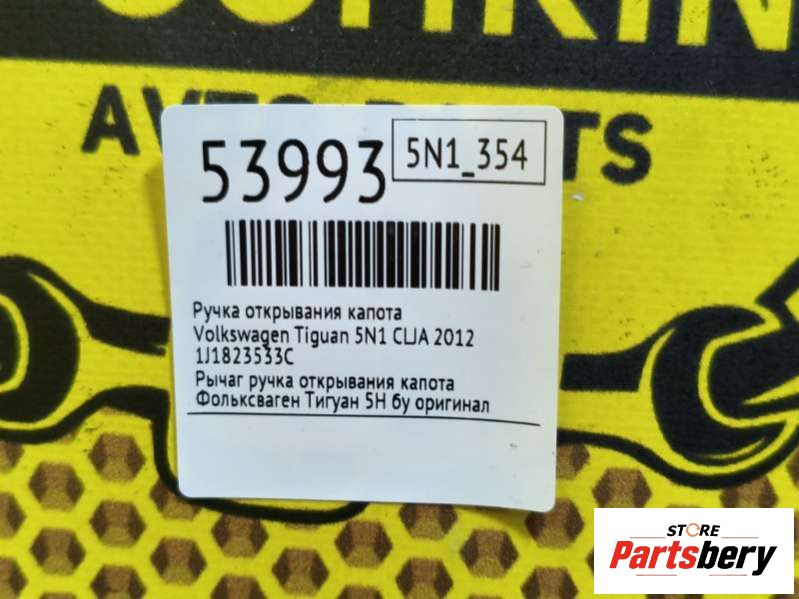 53993
5N1_354
Ручка открывания капота
Volkswagen Tiguan 5N1 CLJA 2012
1J1823533C
Рычаг ручка открывания капота
Фольксваген Тигуан 5Н бу оригинал
STORE
Partsbery